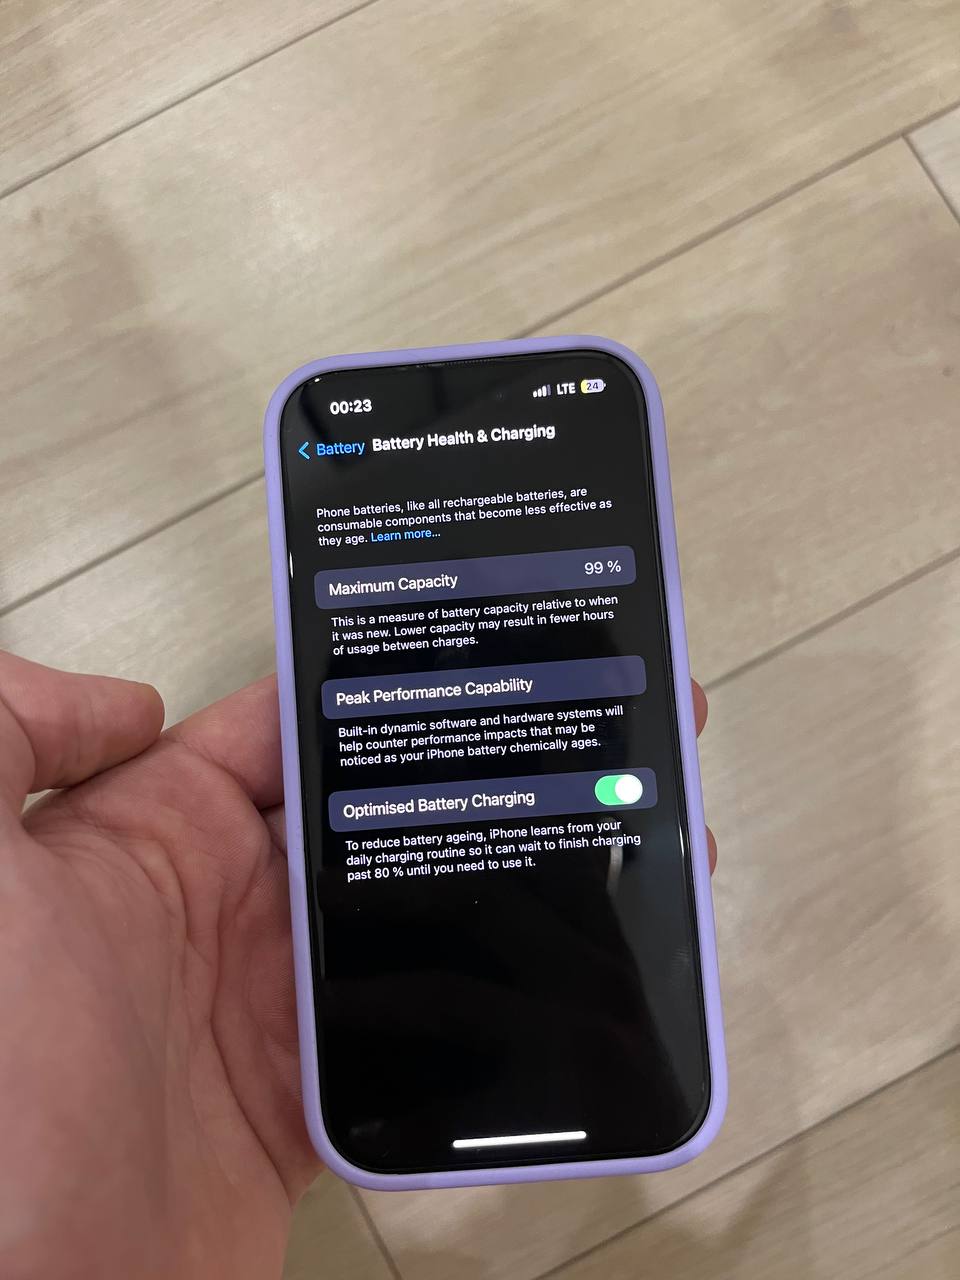 00:23 LTE 24
Battery Battery Health & Charging
Phone batteries, like all rechargeable batteries, are
consumable components that become less effective as
they age. Learn more...
Maximum Capacity 99 %
This is a measure of battery capacity relative to when
it was new. Lower capacity may result in fewer hours
of usage between charges.
Peak Performance Capability
Built-in dynamic software and hardware systems will
help counter performance impacts that may be
noticed as your iPhone battery chemically ages.
Optimised Battery Charging
To reduce battery ageing, iPhone learns from your
daily charging routine so it can wait to finish charging
past 80 % until you need to use it.